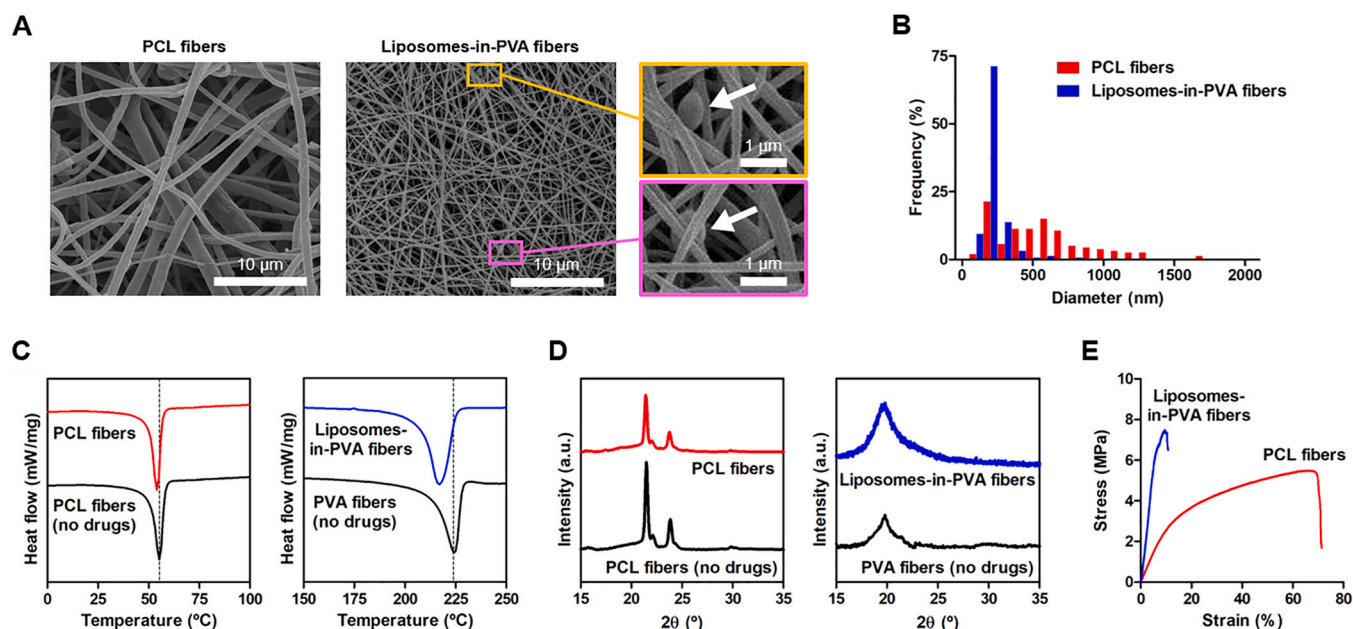 A
PCL fibers
Liposomes-in-PVA fibers
10 μm
10 μm
1 μm
1 μm
B
75
50
25
0
Frequency (%)
PCL fibers
Liposomes-in-PVA fibers
0
500
1000
1500
2000
Diameter (nm)
C
Heat flow (mW/mg)
PCL fibers
PCL fibers
(no drugs)
0
25
50
75
100
Temperature (ºC)
Heat flow (mW/mg)
Liposomes-
in-PVA fibers
PVA fibers
(no drugs)
150
175
200
225
250
Temperature (ºC)
D
Intensity (a.u.)
PCL fibers
PCL fibers (no drugs)
15
20
25
30
35
2θ (º)
Intensity (a.u.)
Liposomes-in-PVA fibers
PVA fibers (no drugs)
15
20
25
30
35
2θ (º)
E
10
8
6
4
2
0
Stress (MPa)
Liposomes-
in-PVA fibers
PCL fibers
0
20
40
60
80
Strain (%)